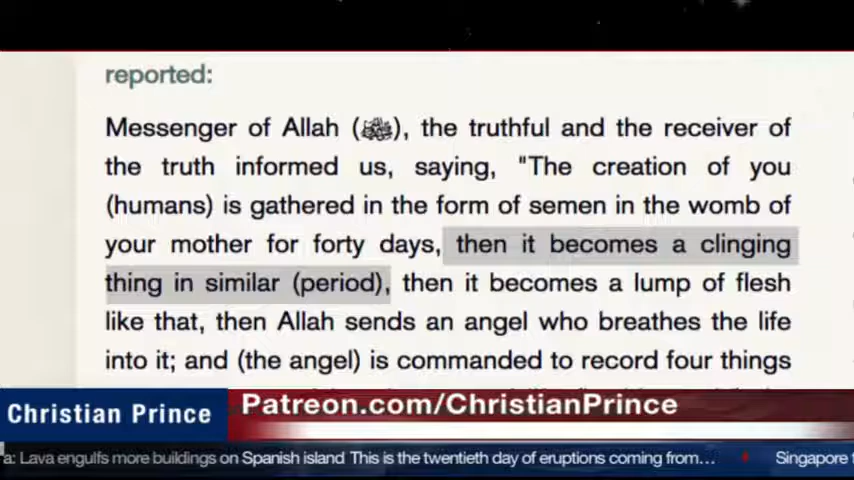 reported:
Messenger of Allah (ﷺ), the truthful and the receiver of
the truth informed us, saying, "The creation of you
(humans) is gathered in the form of semen in the womb of
your mother for forty days, then it becomes a clinging
thing in similar (period), then it becomes a lump of flesh
like that, then Allah sends an angel who breathes the life
into it; and (the angel) is commanded to record four things
Christian Prince
Patreon.com/ChristianPrince
a: Lava engulfs more buildings on Spanish island This is the twentieth day of eruptions coming from... Singapore